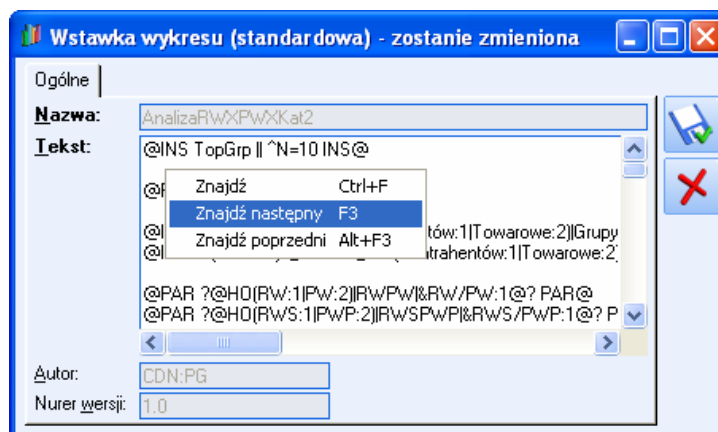 Wstawka wykresu (standardowa) - zostanie zmieniona
Ogólne
Nazwa: AnalizaRWXPWXKat2
Tekst: @INS TopGrp || ^N=10 INS@
Znajdź Ctrl+F
Znajdź następny F3
Znajdź poprzedni Alt+F3
tów:1|Towarowe:2)|Grupy
trahentów:1|Towarowe:2
@PAR ?@HO(RW:1|PW:2)|RWPW|&RW/PW:1@? PAR@
@PAR ?@HO(RWS:1|PWP:2)|RWSPWP|&RWS/PWP:1@? P
Autor: CDN:PG
Nurer wersji: 1.0